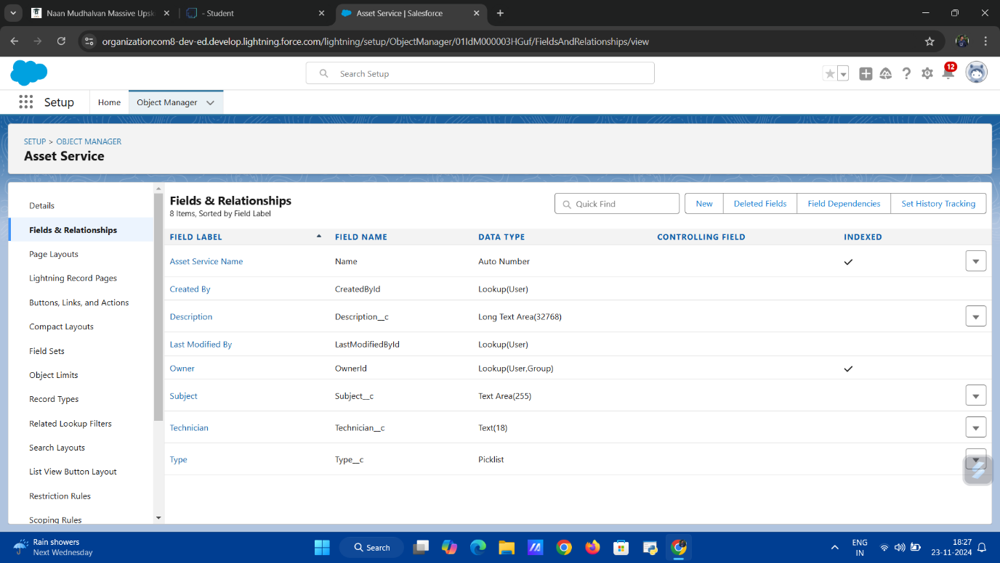 Naan Mudhalvan Massive Upsk
- Student
Asset Service | Salesforce
organizationcom8-dev-ed.develop.lightning.force.com/lightning/setup/ObjectManager/01IdM000003HGuf/FieldsAndRelationships/view
Search Setup
12
Setup
Home
Object Manager
SETUP > OBJECT MANAGER
Asset Service
Details
Fields & Relationships
Page Layouts
Lightning Record Pages
Buttons, Links, and Actions
Compact Layouts
Field Sets
Object Limits
Record Types
Related Lookup Filters
Search Layouts
List View Button Layout
Restriction Rules
Scoping Rules
Fields & Relationships
8 Items, Sorted by Field Label
Quick Find
New
Deleted Fields
Field Dependencies
Set History Tracking
FIELD LABEL FIELD NAME DATA TYPE CONTROLLING FIELD INDEXED
Asset Service Name Name Auto Number
Created By CreatedById Lookup(User)
Description Description__c Long Text Area(32768)
Last Modified By LastModifiedById Lookup(User)
Owner OwnerId Lookup(User,Group)
Subject Subject__c Text Area(255)
Technician Technician__c Text(18)
Type Type__c Picklist
Rain showers
Next Wednesday
Search
ENG
IN
18:27
23-11-2024